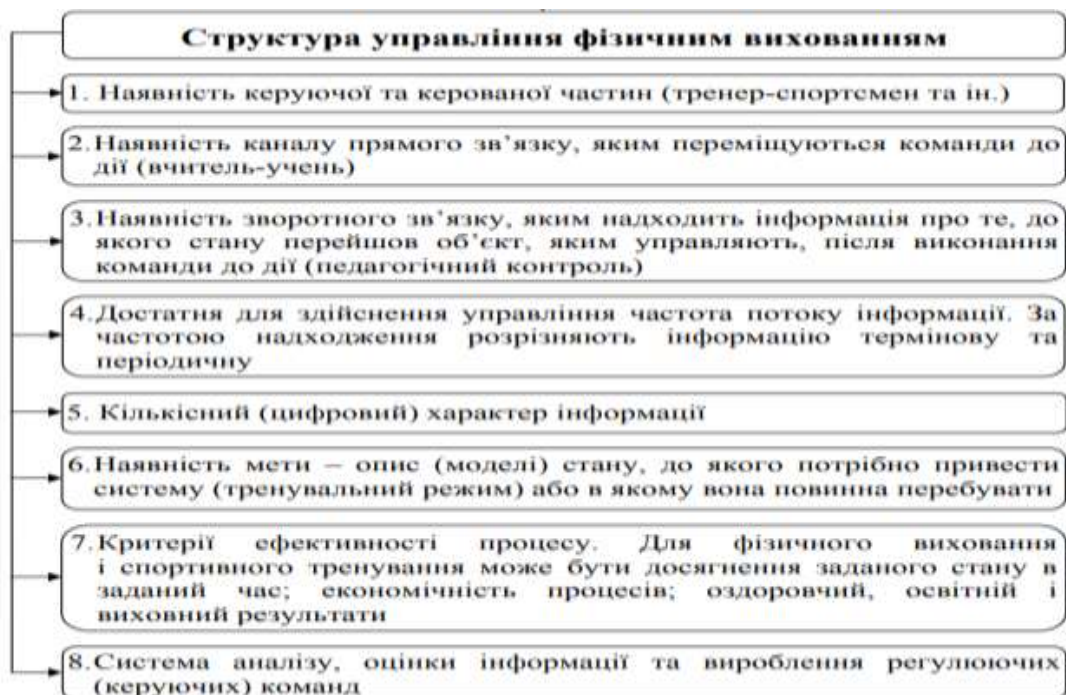 Структура управління фізичним вихованням
1. Наявність керуючої та керованої частин (тренер-спортсмен та ін.)
2. Наявність каналу прямого зв’язку, яким переміщуються команди до
дії (вчитель-учень)
3. Наявність зворотного зв’язку, яким надходить інформація про те, до
якого стану перейшов об’єкт, яким управляють, після виконання
команди до дії (педагогічний контроль)
4. Достатня для здійснення управління частота потоку інформації. За
частотою надходження розрізняють інформацію термінову та
періодичну
5. Кількісний (цифровий) характер інформації
6. Наявність мети – опис (моделі) стану, до якого потрібно привести
систему (тренувальний режим) або в якому вона повинна перебувати
7. Критерії ефективності процесу. Для фізичного виховання
і спортивного тренування може бути досягнення заданого стану в
заданий час; економічність процесів; оздоровчий, освітній і
виховний результати
8. Система аналізу, оцінки інформації та вироблення регулюючих
(керуючих) команд